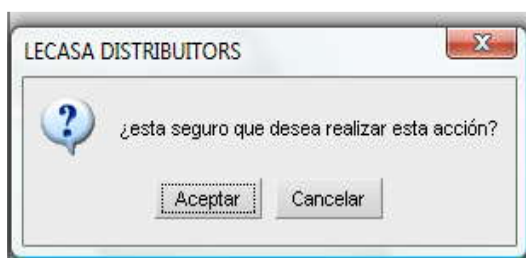 LECASA DISTRIBUITORS
¿esta seguro que desea realizar esta acción?
Aceptar Cancelar